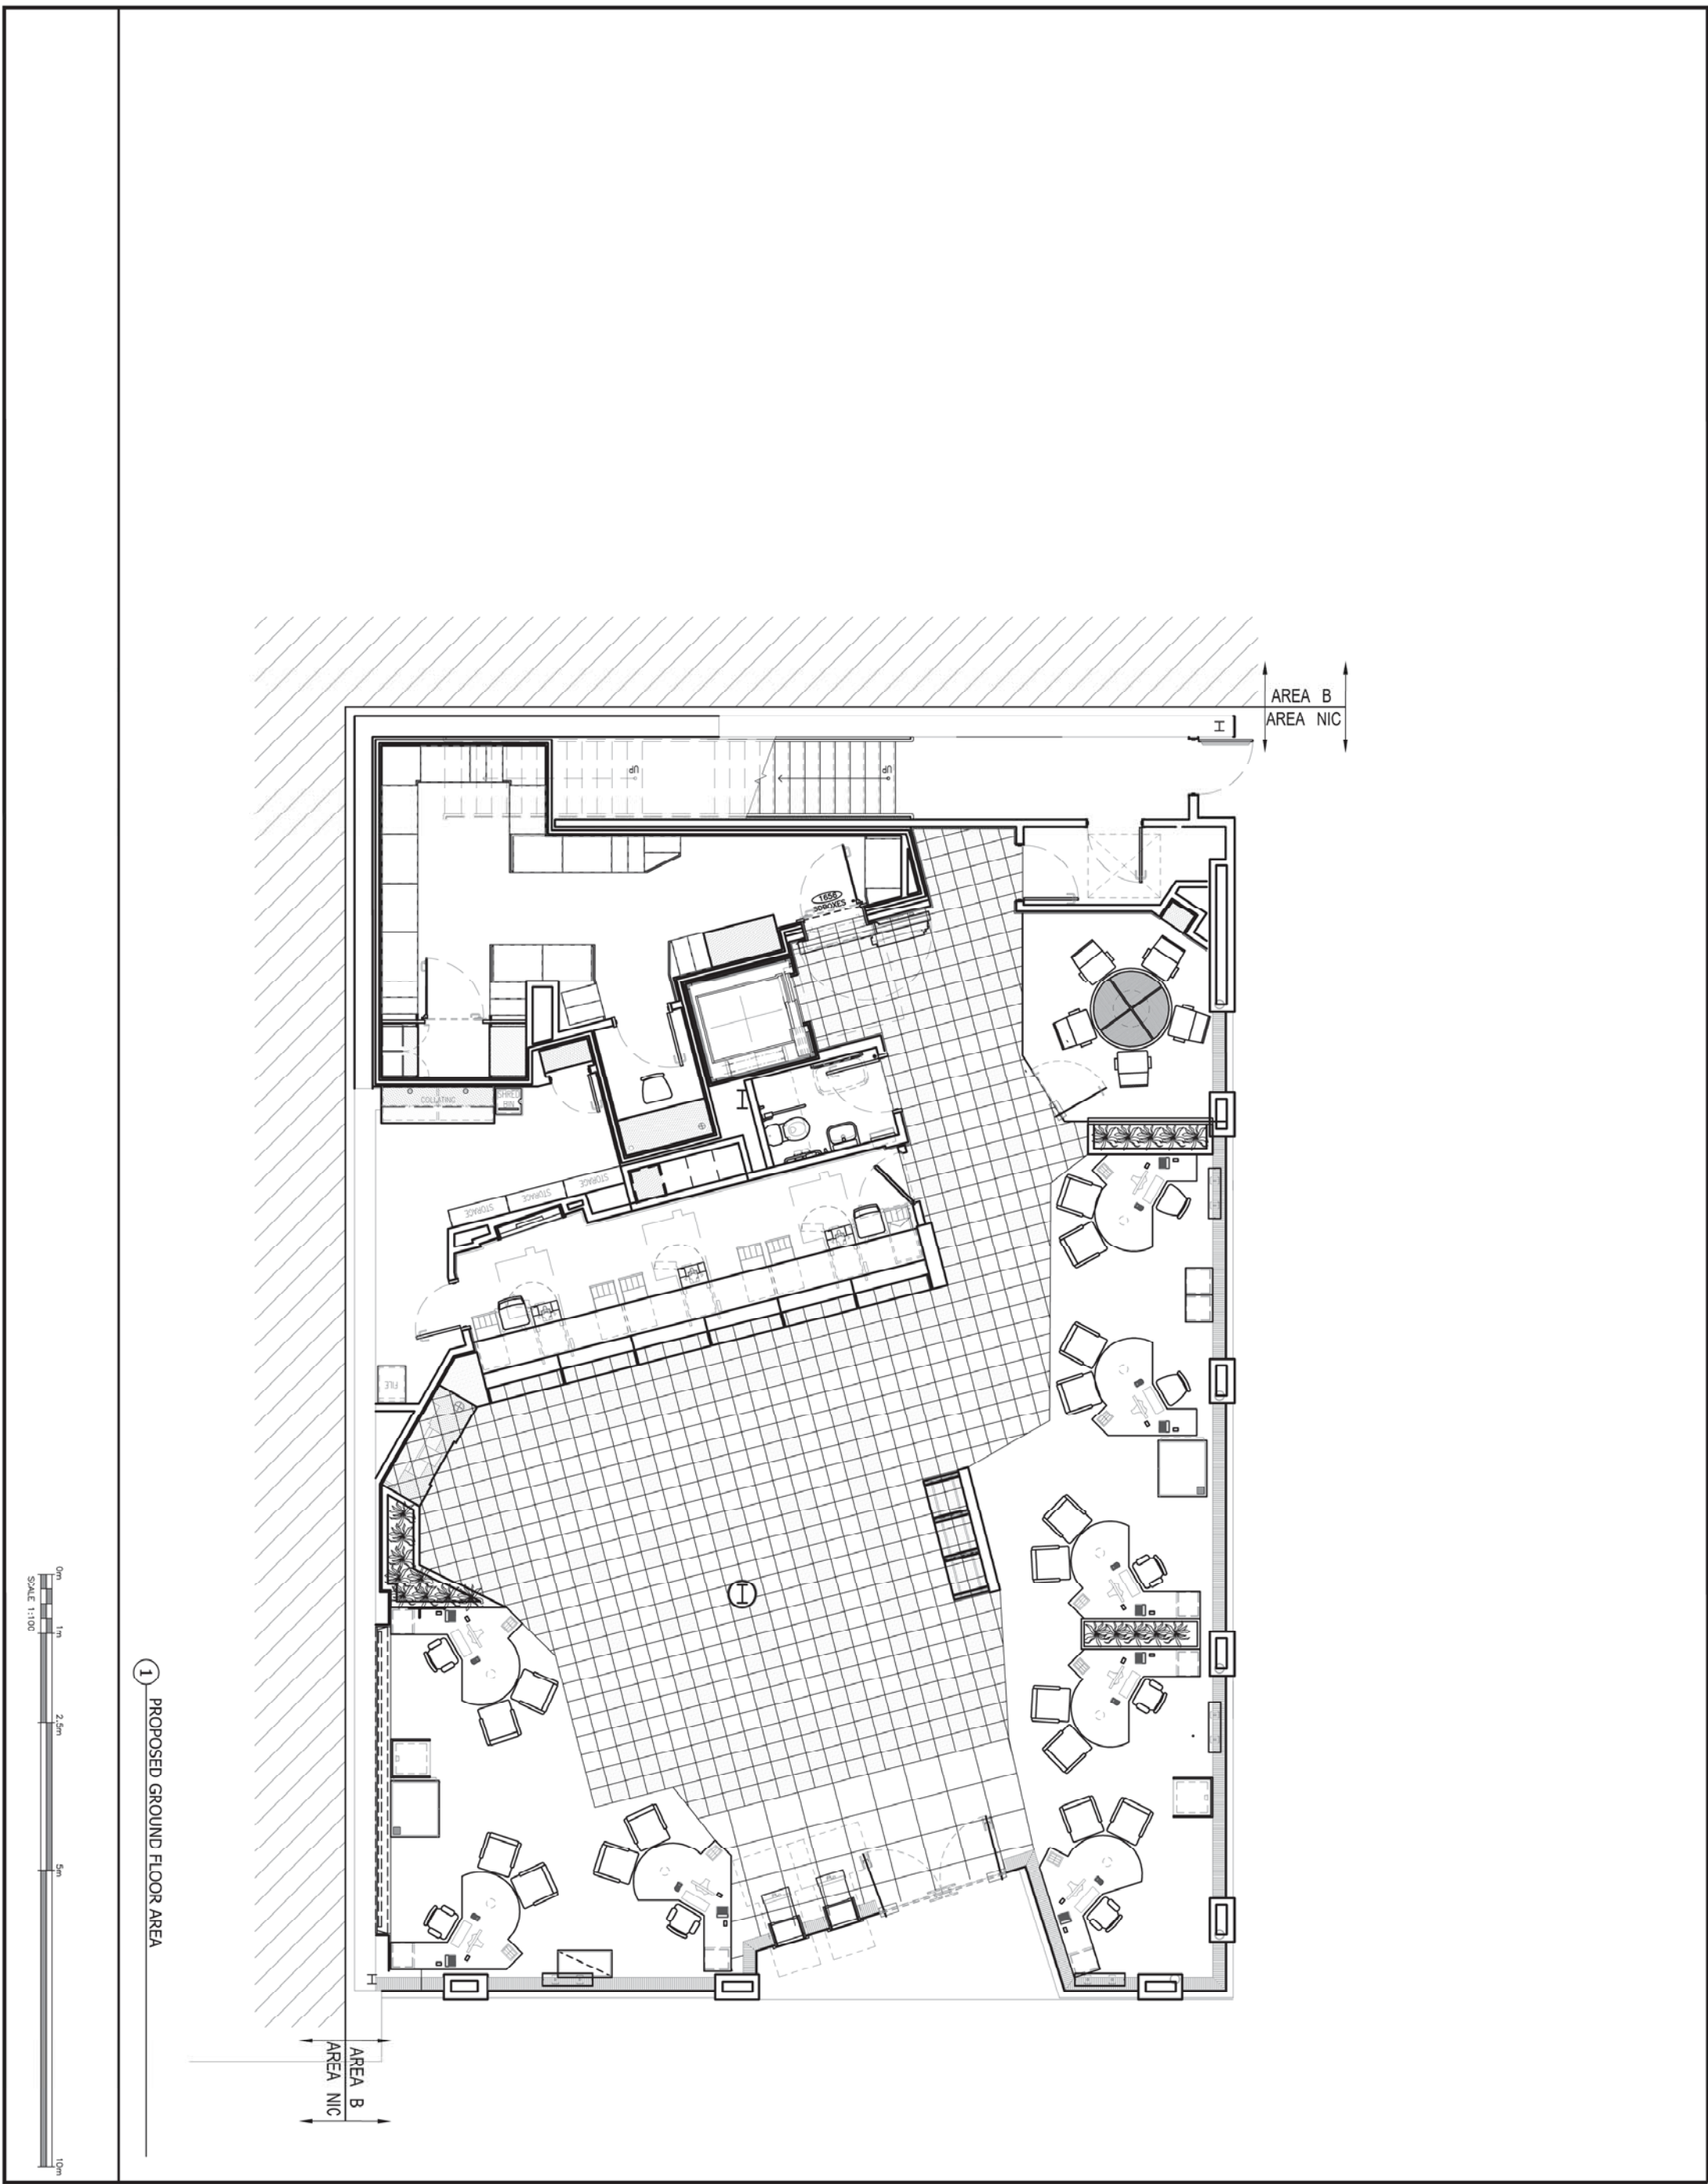 AREA B
AREA NIC
UP
UP
1656
COLLATING
SHRED
BIN
STORAGE
STORAGE
STORAGE
FILE
AREA B
AREA NIC
1
PROPOSED GROUND FLOOR AREA
0m
1m
2.5m
5m
10m
SCALE 1:100